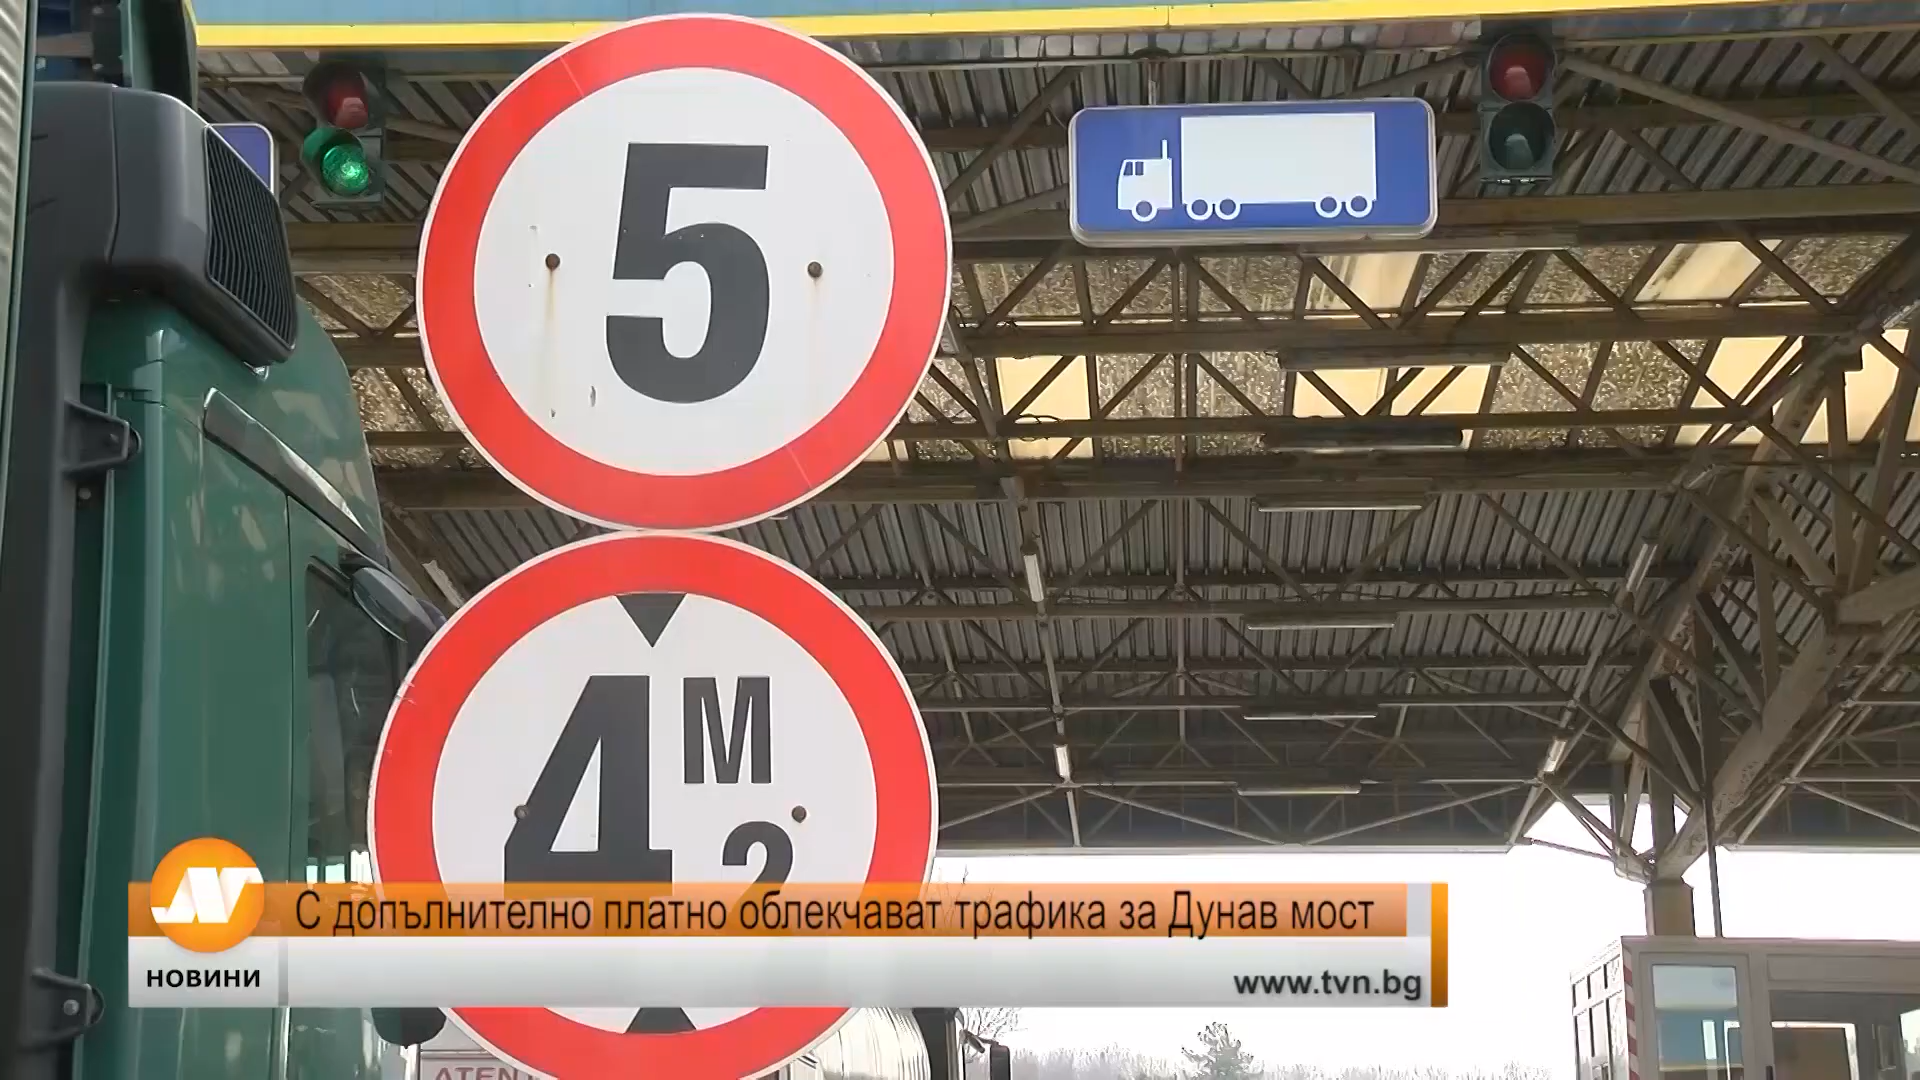 5
4 м 2
С допълнително платно облекчават трафика за Дунав мост
НОВИНИ
www.tvn.bg